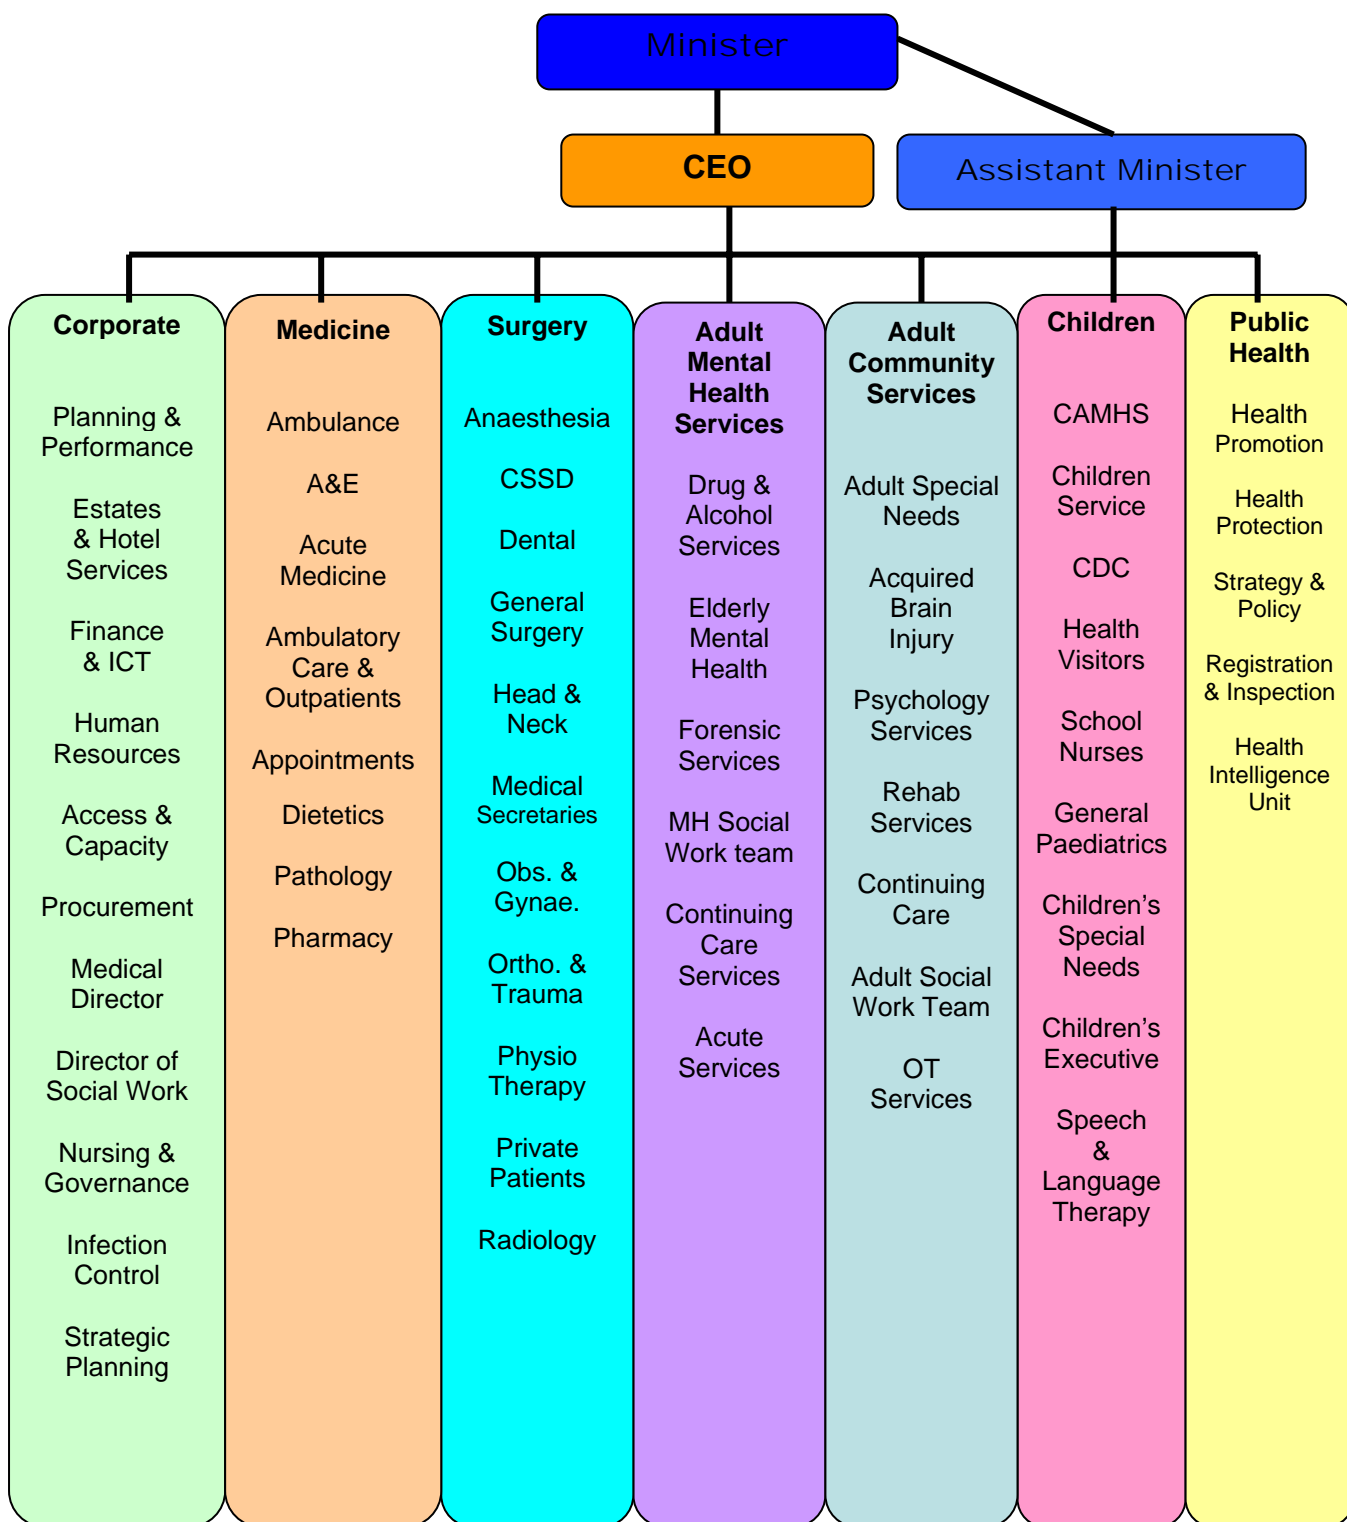 Minister
CEO
Assistant Minister
Corporate
Planning &
Performance
Estates
& Hotel
Services
Finance
& ICT
Human
Resources
Access &
Capacity
Procurement
Medical
Director
Director of
Social Work
Nursing &
Governance
Infection
Control
Strategic
Planning
Medicine
Ambulance
A&E
Acute
Medicine
Ambulatory
Care &
Outpatients
Appointments
Dietetics
Pathology
Pharmacy
Surgery
Anaesthesia
CSSD
Dental
General
Surgery
Head &
Neck
Medical
Secretaries
Obs. &
Gynae.
Ortho. &
Trauma
Physio
Therapy
Private
Patients
Radiology
Adult
Mental
Health
Services
Drug &
Alcohol
Services
Elderly
Mental
Health
Forensic
Services
MH Social
Work team
Continuing
Care
Services
Acute
Services
Adult
Community
Services
Adult Special
Needs
Acquired
Brain
Injury
Psychology
Services
Rehab
Services
Continuing
Care
Adult Social
Work Team
OT
Services
Children
CAMHS
Children
Service
CDC
Health
Visitors
School
Nurses
General
Paediatrics
Children’s
Special
Needs
Children’s
Executive
Speech
&
Language
Therapy
Public
Health
Health
Promotion
Health
Protection
Strategy &
Policy
Registration
& Inspection
Health
Intelligence
Unit